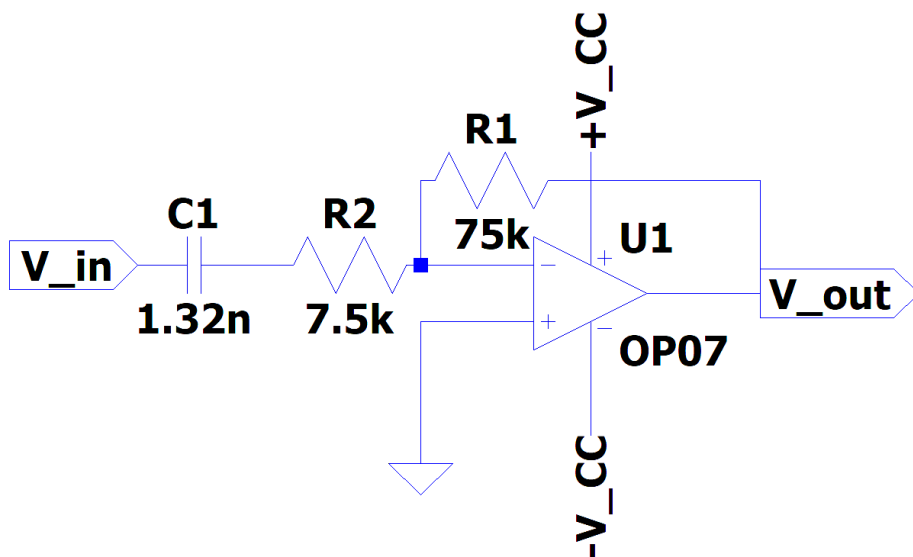 +V_CC
R1
C1
R2
75k
U1
V_in
+
−
V_out
1.32n
7.5k
+
−
OP07
-V_CC